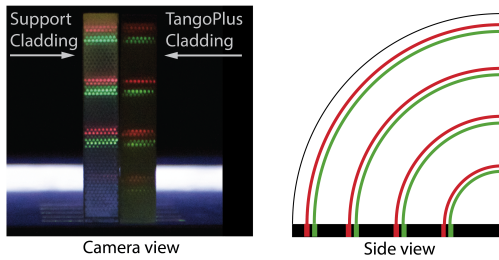 Support
Cladding
TangoPlus
Cladding
Camera view
Side view